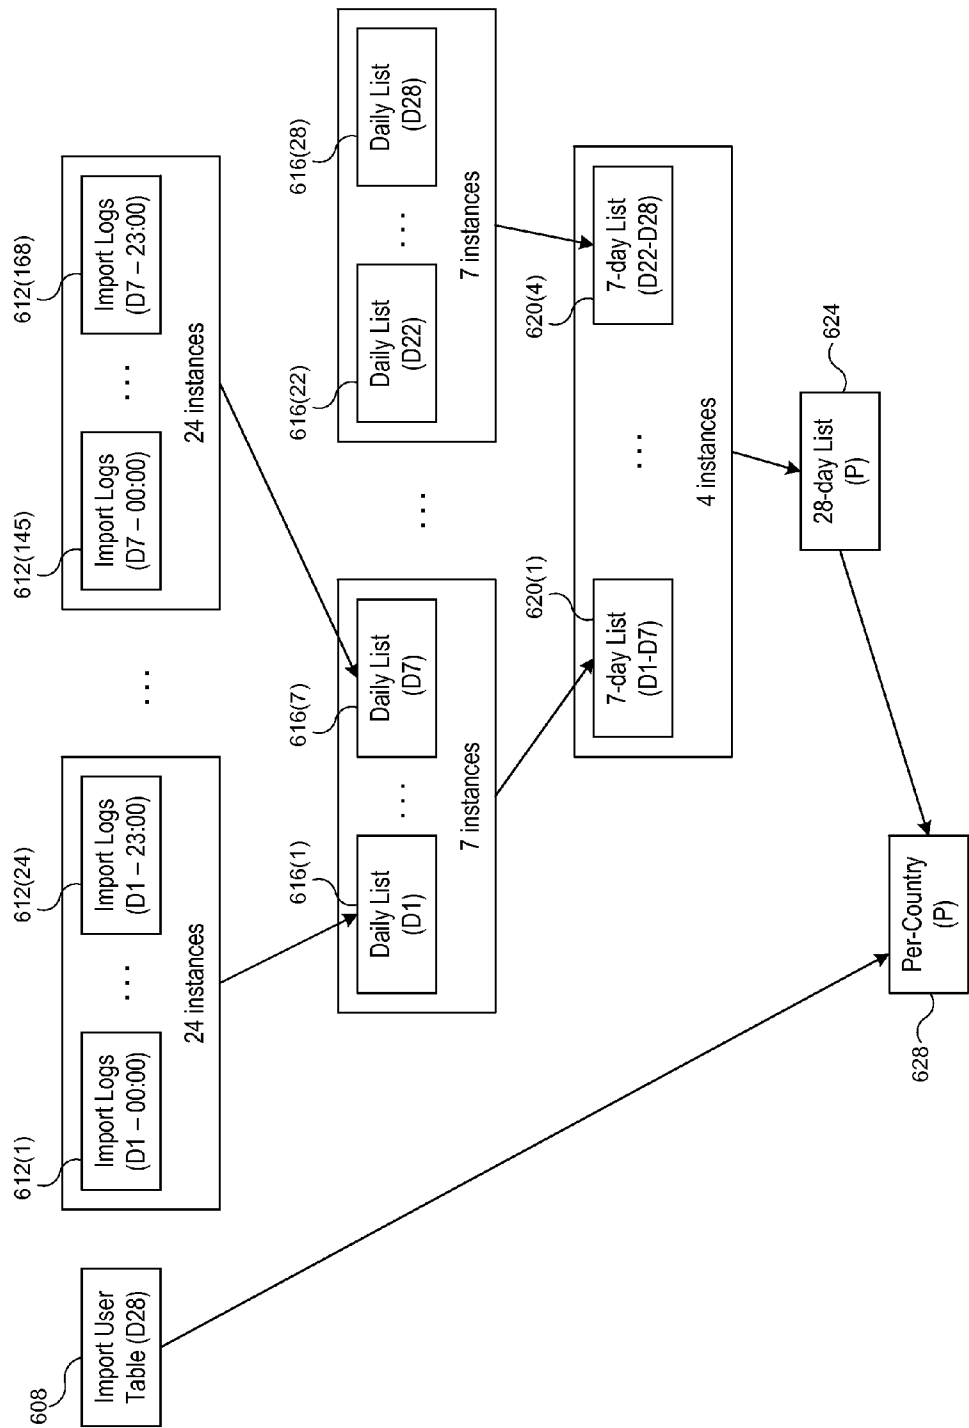 608
Import User
Table (D28)
612(1)
Import Logs
(D1 – 00:00)
. . .
612(24)
Import Logs
(D1 – 23:00)
24 instances
. . .
612(145)
Import Logs
(D7 – 00:00)
. . .
612(168)
Import Logs
(D7 – 23:00)
24 instances
616(1)
Daily List
(D1)
. . .
616(7)
Daily List
(D7)
7 instances
. . .
616(22)
Daily List
(D22)
. . .
616(28)
Daily List
(D28)
7 instances
620(1)
7-day List
(D1-D7)
. . .
620(4)
7-day List
(D22-D28)
4 instances
28-day List
(P)
624
Per-Country
(P)
628